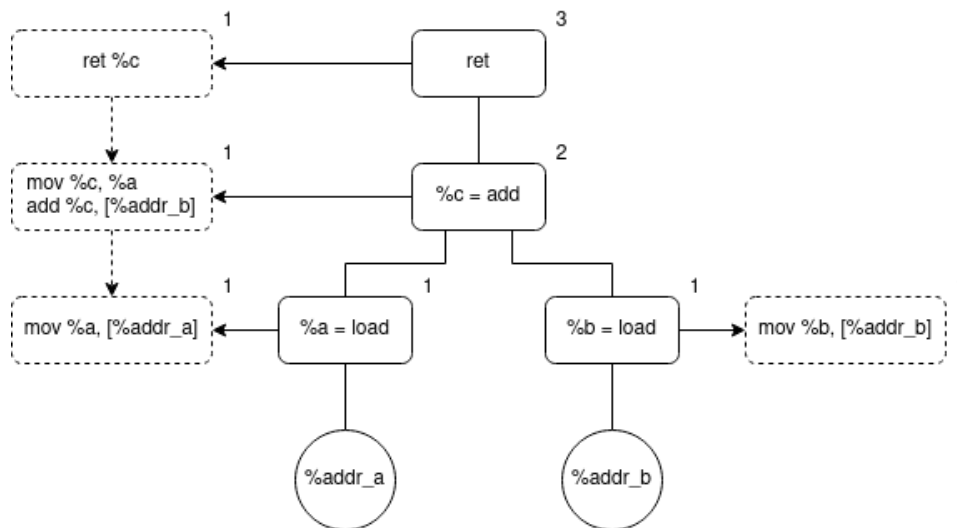 1
3
ret %c
ret
1
2
mov %c, %a
add %c, [%addr_b]
%c = add
1
1
1
mov %a, [%addr_a]
%a = load
%b = load
mov %b, [%addr_b]
%addr_a
%addr_b